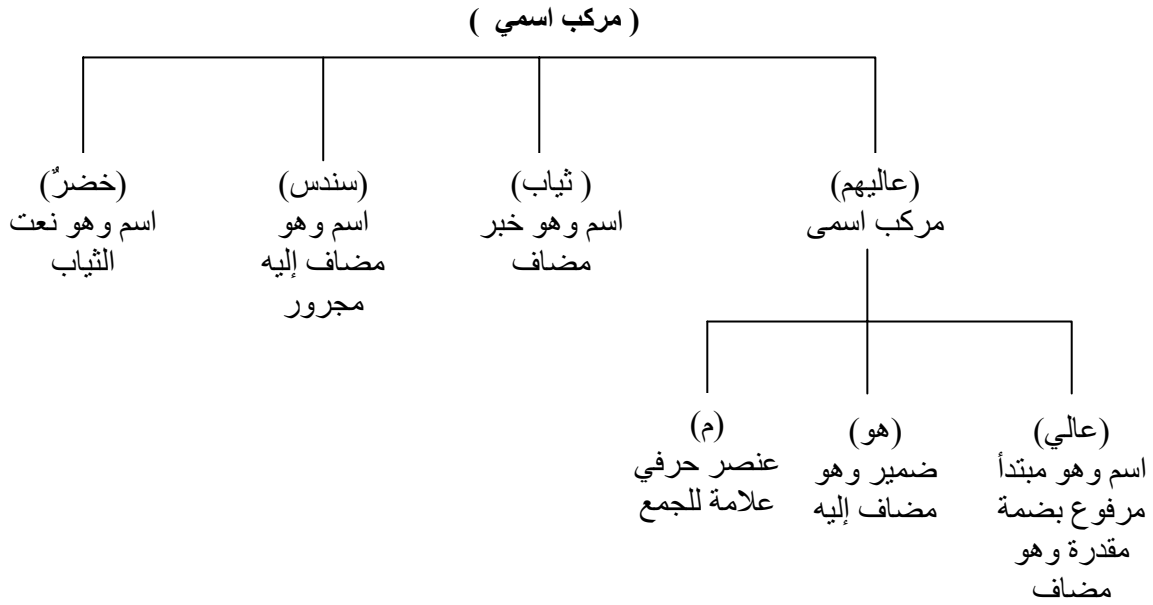 ( مركب اسمي )
(عاليهم)
مركب اسمى
( ثياب)
اسم وهو خبر
مضاف
(سندس)
اسم وهو
مضاف إليه
مجرور
(خضرٌ)
اسم وهو نعت
الثياب
(عالي)
اسم وهو مبتدأ
مرفوع بضمة
مقدرة وهو
مضاف
(هو)
ضمير وهو
مضاف إليه
(م)
عنصر حرفي
علامة للجمع